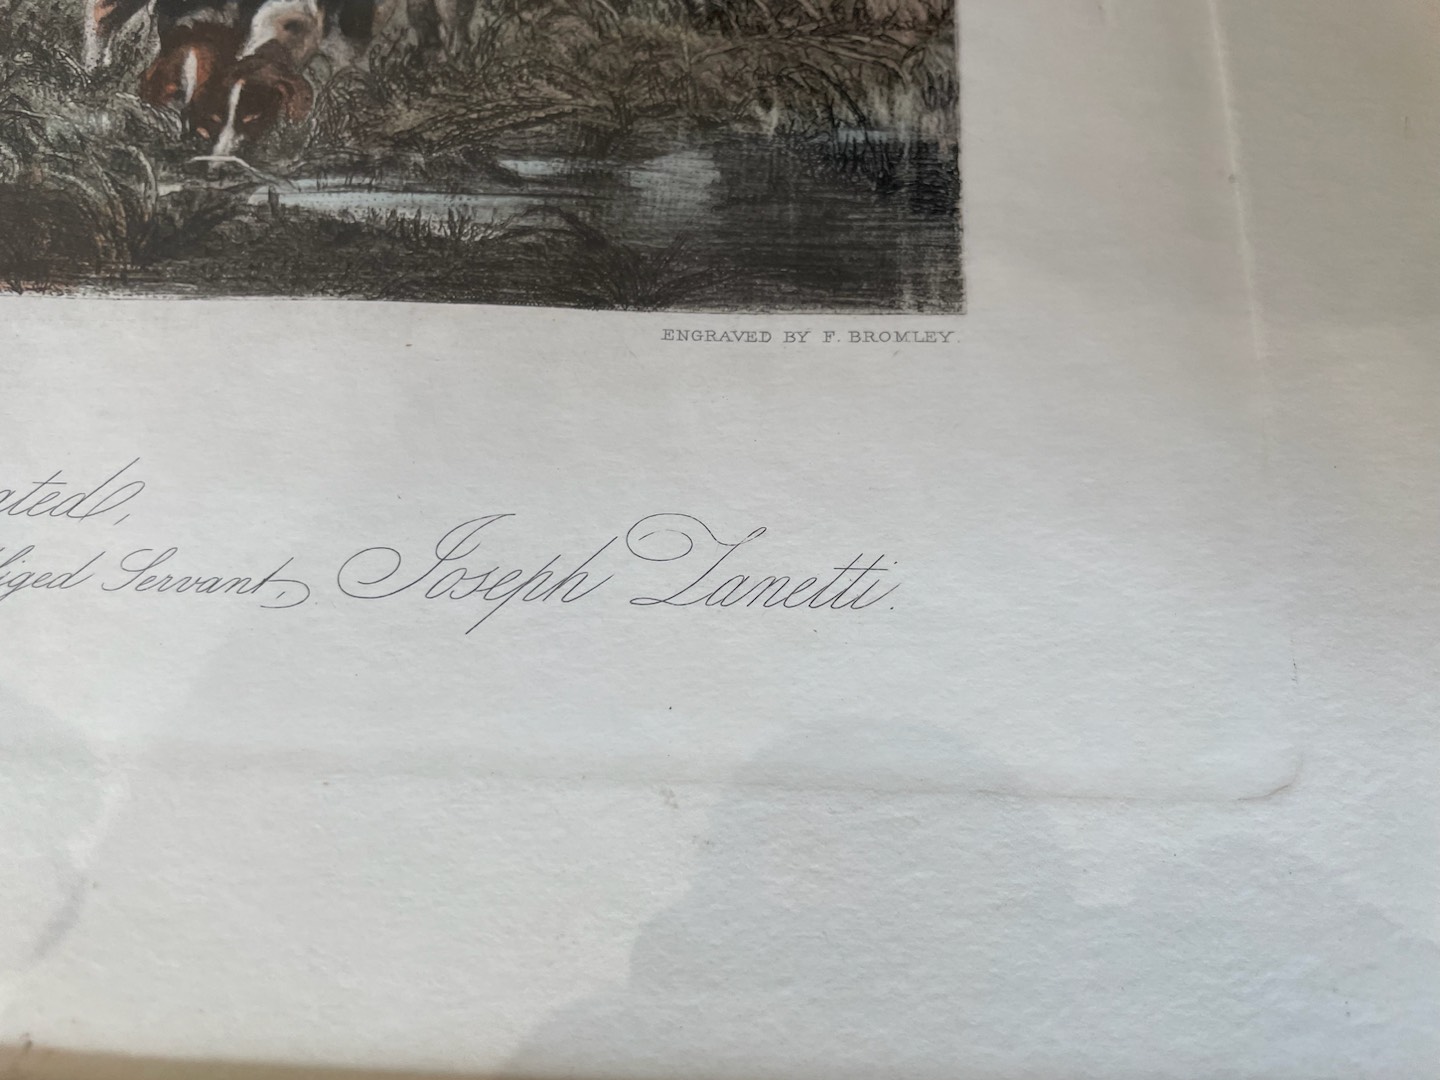 ENGRAVED BY F. BROMLEY.
ated,
liged Servant, Joseph Zanetti.